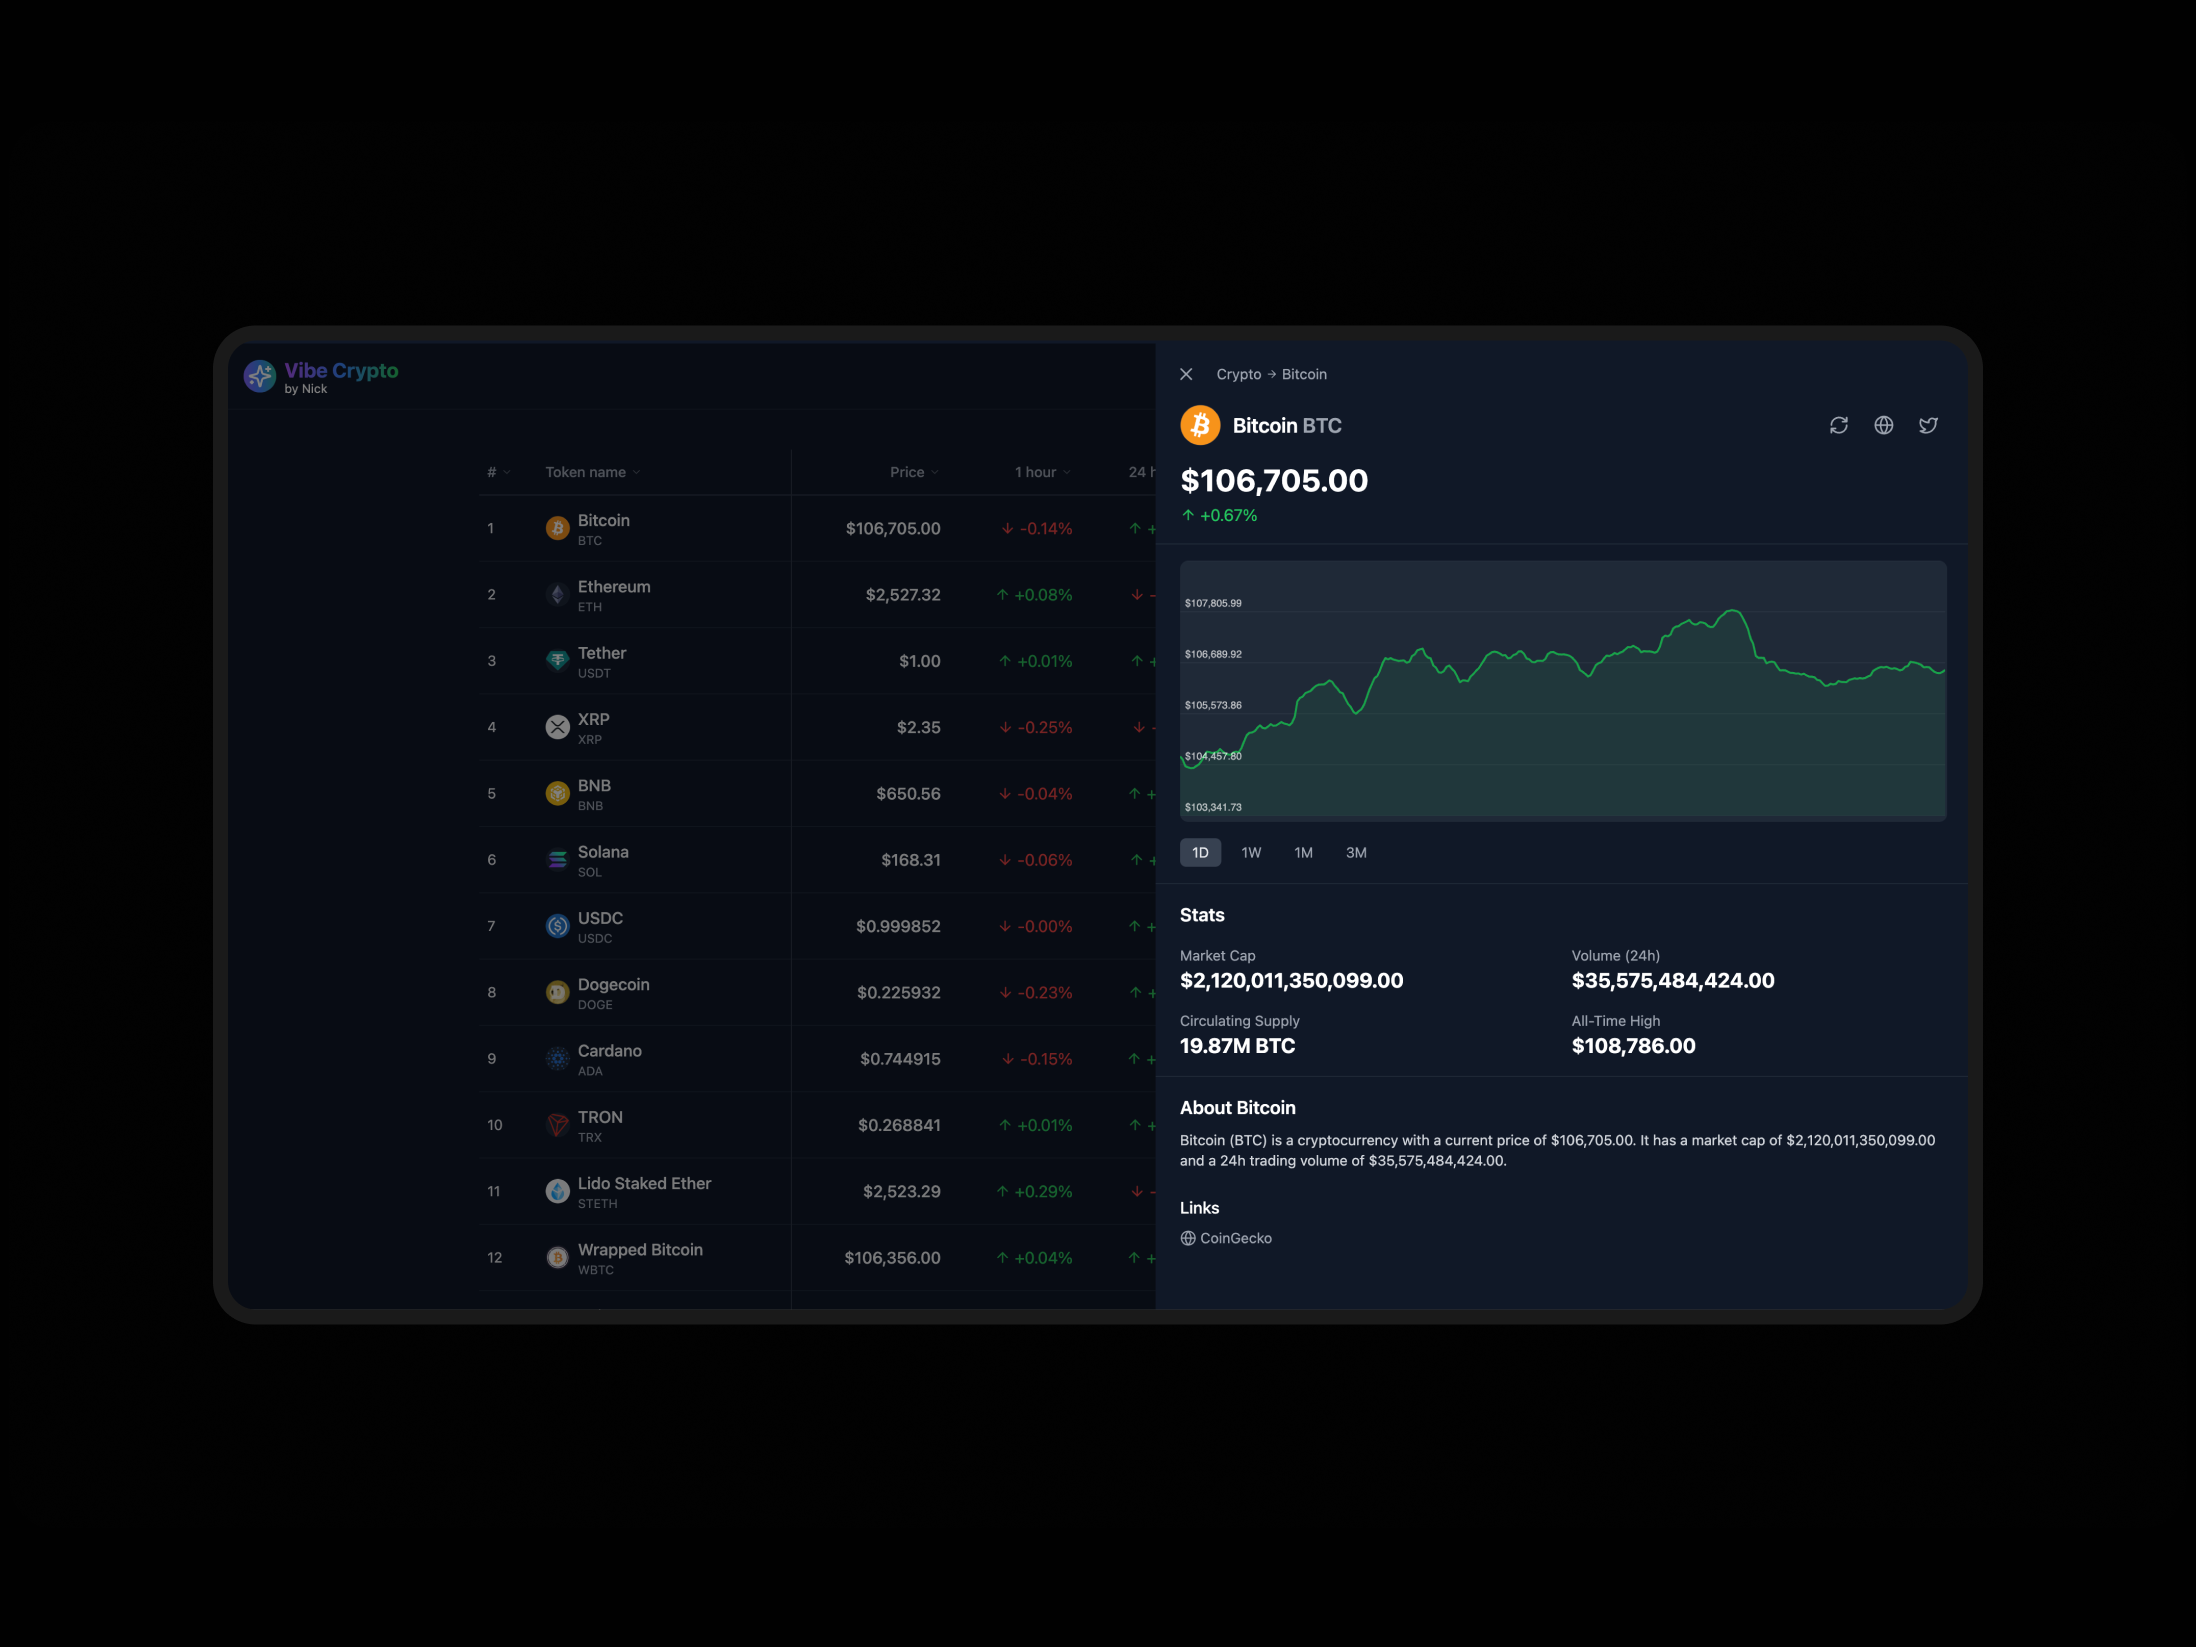 Vibe Crypto
by Nick
# Token name Price 1 hour 24 h
1 Bitcoin $106,705.00 -0.14% +
BTC
2 Ethereum $2,527.32 +0.08% -
ETH
3 Tether $1.00 +0.01% +
USDT
4 XRP $2.35 -0.25% -
XRP
5 BNB $650.56 -0.04% +
BNB
6 Solana $168.31 -0.06% +
SOL
7 USDC $0.999852 -0.00% +
USDC
8 Dogecoin $0.225932 -0.23% +
DOGE
9 Cardano $0.744915 -0.15% +
ADA
10 TRON $0.268841 +0.01% +
TRX
11 Lido Staked Ether $2,523.29 +0.29% -
STETH
12 Wrapped Bitcoin $106,356.00 +0.04% +
WBTC
Crypto → Bitcoin
Bitcoin BTC
$106,705.00
↑ +0.67%
$107,805.99
$106,689.92
$105,573.86
$104,457.80
$103,341.73
1D 1W 1M 3M
Stats
Market Cap Volume (24h)
$2,120,011,350,099.00 $35,575,484,424.00
Circulating Supply All-Time High
19.87M BTC $108,786.00
About Bitcoin
Bitcoin (BTC) is a cryptocurrency with a current price of $106,705.00. It has a market cap of $2,120,011,350,099.00
and a 24h trading volume of $35,575,484,424.00.
Links
CoinGecko